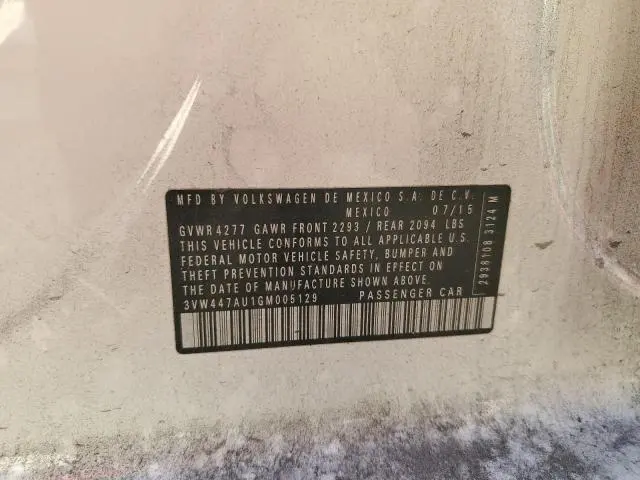 MFD BY VOLKSWAGEN DE MEXICO S.A. DE C.V.
MEXICO 07/15
GVWR 4277 GAWR FRONT 2293 / REAR 2094 LBS
THIS VEHICLE CONFORMS TO ALL APPLICABLE U.S.
FEDERAL MOTOR VEHICLE SAFETY, BUMPER AND
THEFT PREVENTION STANDARDS IN EFFECT ON
THE DATE OF MANUFACTURE SHOWN ABOVE.
3VW447AU1GM005129 PASSENGER CAR
2938108 3124 M